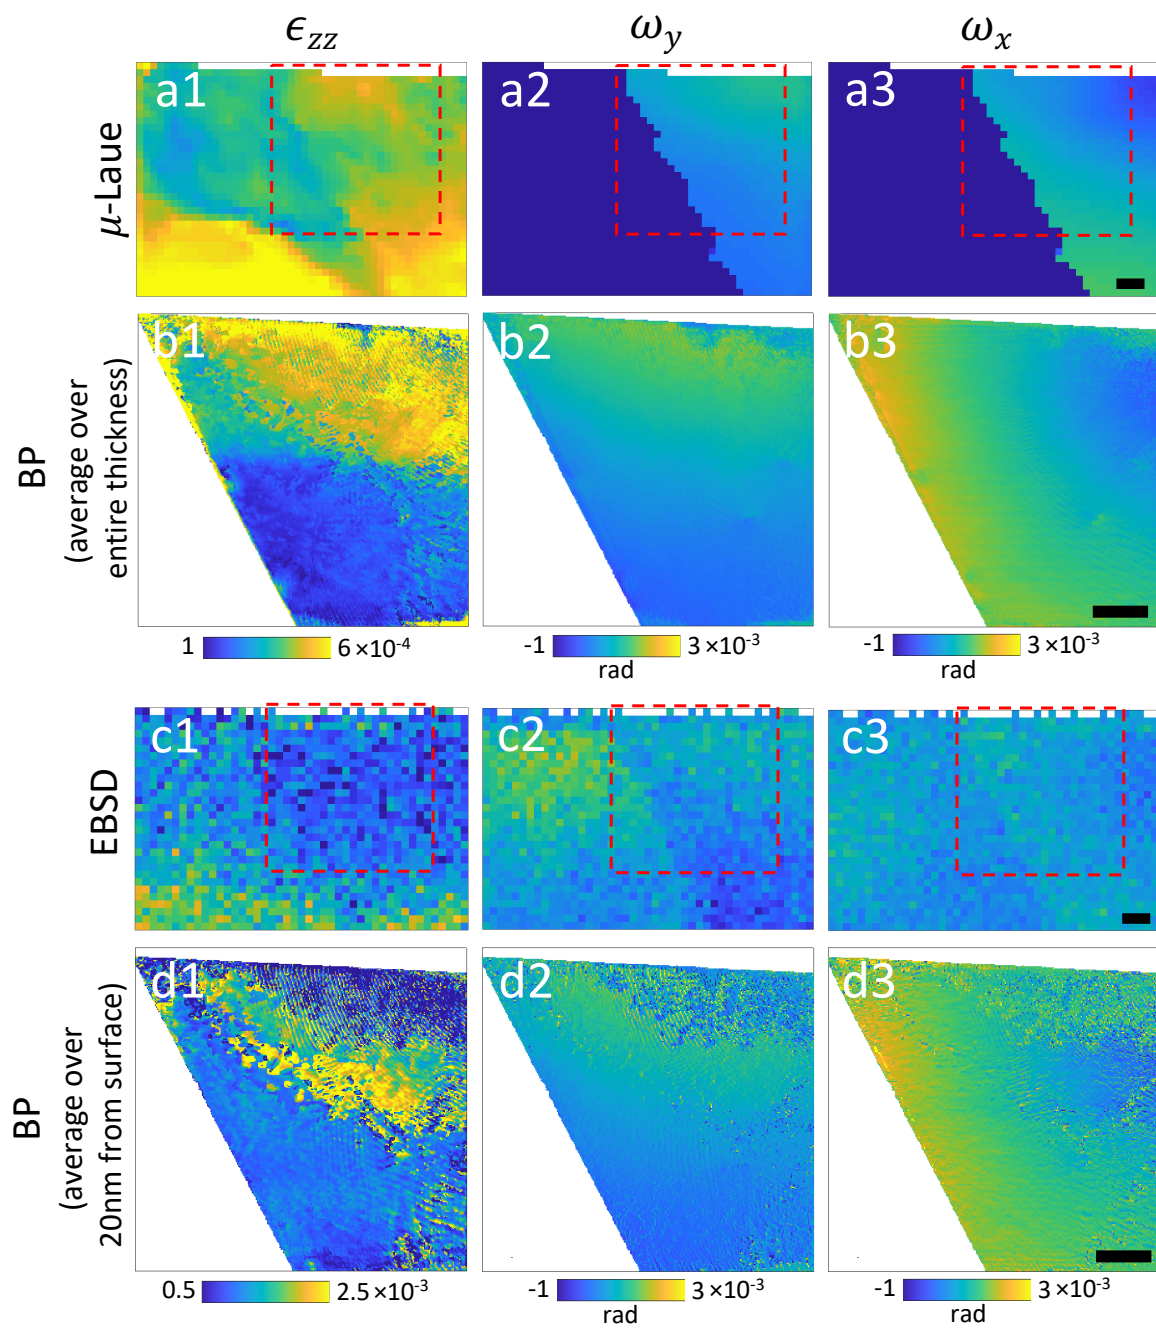 ϵzz ωy ωx
μ-Laue
a1 a2 a3
BP
(average over
entire thickness)
b1 b2 b3
1 6 ×10-4
-1 3 ×10-3
rad
-1 3 ×10-3
rad
EBSD
c1 c2 c3
BP
(average over
20nm from surface)
d1 d2 d3
0.5 2.5 ×10-3
-1 3 ×10-3
rad
-1 3 ×10-3
rad